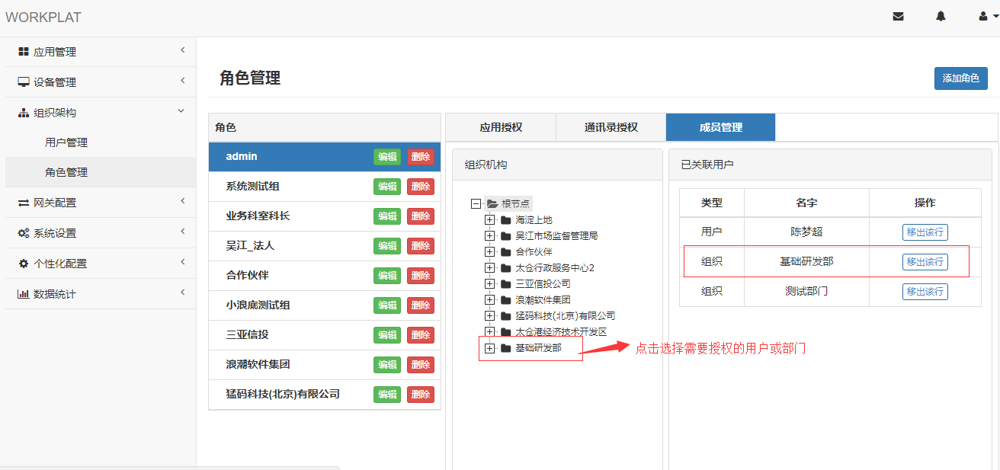 WORKPLAT
应用管理
设备管理
组织架构
用户管理
角色管理
网关配置
系统设置
个性化配置
数据统计
角色管理
添加角色
角色
admin 编辑 删除
系统测试组 编辑 删除
业务科室科长 编辑 删除
吴江_法人 编辑 删除
合作伙伴 编辑 删除
小浪底测试组 编辑 删除
三亚信投 编辑 删除
浪潮软件集团 编辑 删除
猛码科技(北京)有限公司 编辑 删除
应用授权 通讯录授权 成员管理
组织机构
根节点
海淀上地
吴江市场监督管理局
合作伙伴
太仓行政服务中心2
三亚信投公司
浪潮软件集团
猛码科技(北京)有限公司
太仓港经济技术开发区
基础研发部
点击选择需要授权的用户或部门
已关联用户
类型 名字 操作
用户 陈梦超 移出该行
组织 基础研发部 移出该行
组织 测试部门 移出该行